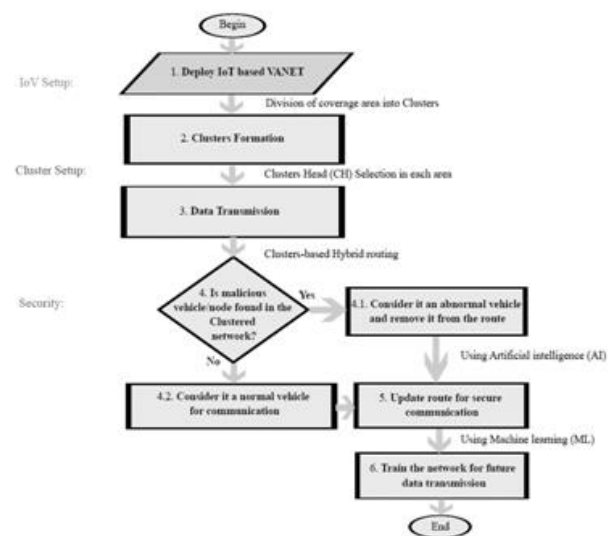 Begin
IoV Setup:
1. Deploy IoT based VANET
Division of coverage area into Clusters
2. Clusters Formation
Cluster Setup:
Clusters Head (CH) Selection in each area
3. Data Transmission
Clusters-based Hybrid routing
Security:
4. Is malicious
vehicle/node found in the
Clustered
network?
Yes
4.1. Consider it an abnormal vehicle
and remove it from the route
No
Using Artificial intelligence (AI)
4.2. Consider it a normal vehicle
for communication
5. Update route for secure
communication
Using Machine learning (ML)
6. Train the network for future
data transmission
End